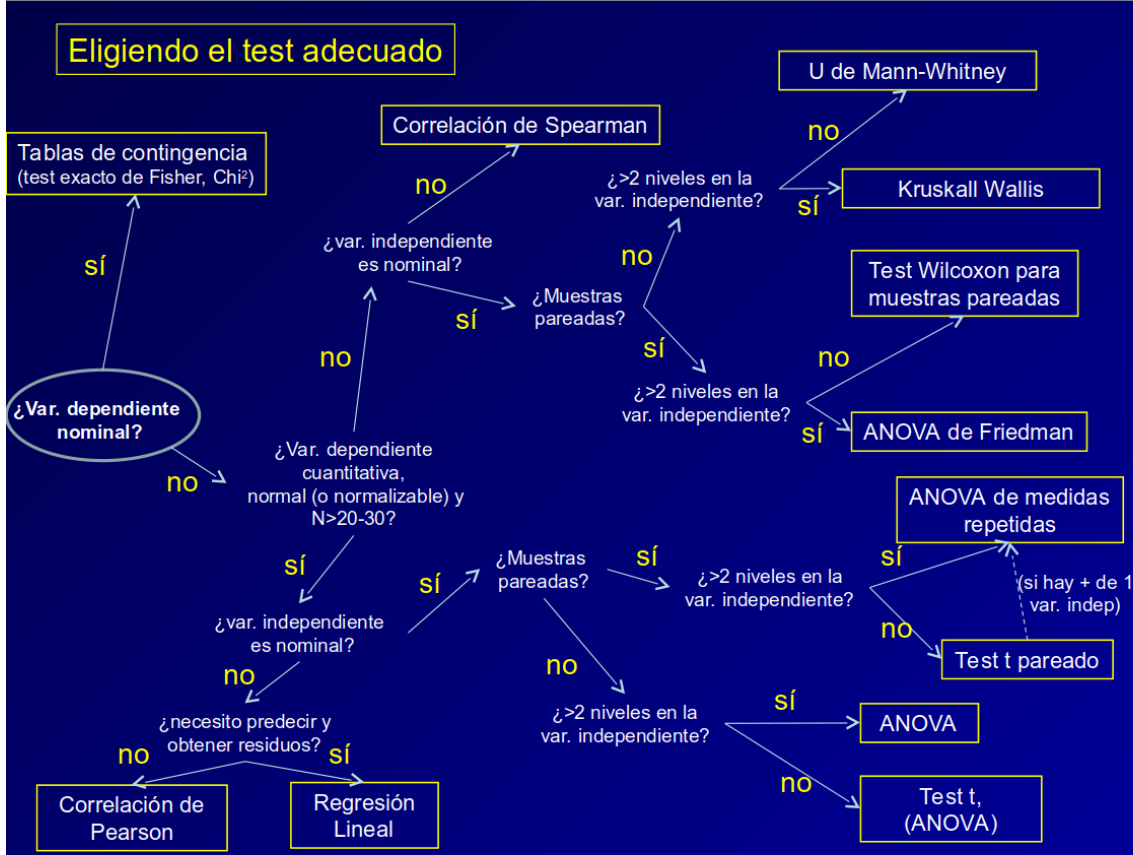 Eligiendo el test adecuado
U de Mann-Whitney
no
Correlación de Spearman
Tablas de contingencia
(test exacto de Fisher, Chi²)
¿>2 niveles en la
var. independiente?
sí
Kruskall Wallis
no
¿var. independiente
es nominal?
no
sí
Test Wilcoxon para
muestras pareadas
¿Muestras
pareadas?
sí
no
sí
no
¿>2 niveles en la
var. independiente?
¿Var. dependiente
nominal?
sí
ANOVA de Friedman
no
¿Var. dependiente
cuantitativa,
normal (o normalizable) y
N>20-30?
ANOVA de medidas
repetidas
sí
¿Muestras
pareadas?
sí
sí
sí
¿>2 niveles en la
var. independiente?
(si hay + de 1
var. indep)
¿var. independiente
es nominal?
no
Test t pareado
no
no
¿necesito predecir y
obtener residuos?
¿>2 niveles en la
var. independiente?
sí
ANOVA
no
sí
no
Correlación de
Pearson
Regresión
Lineal
Test t,
(ANOVA)